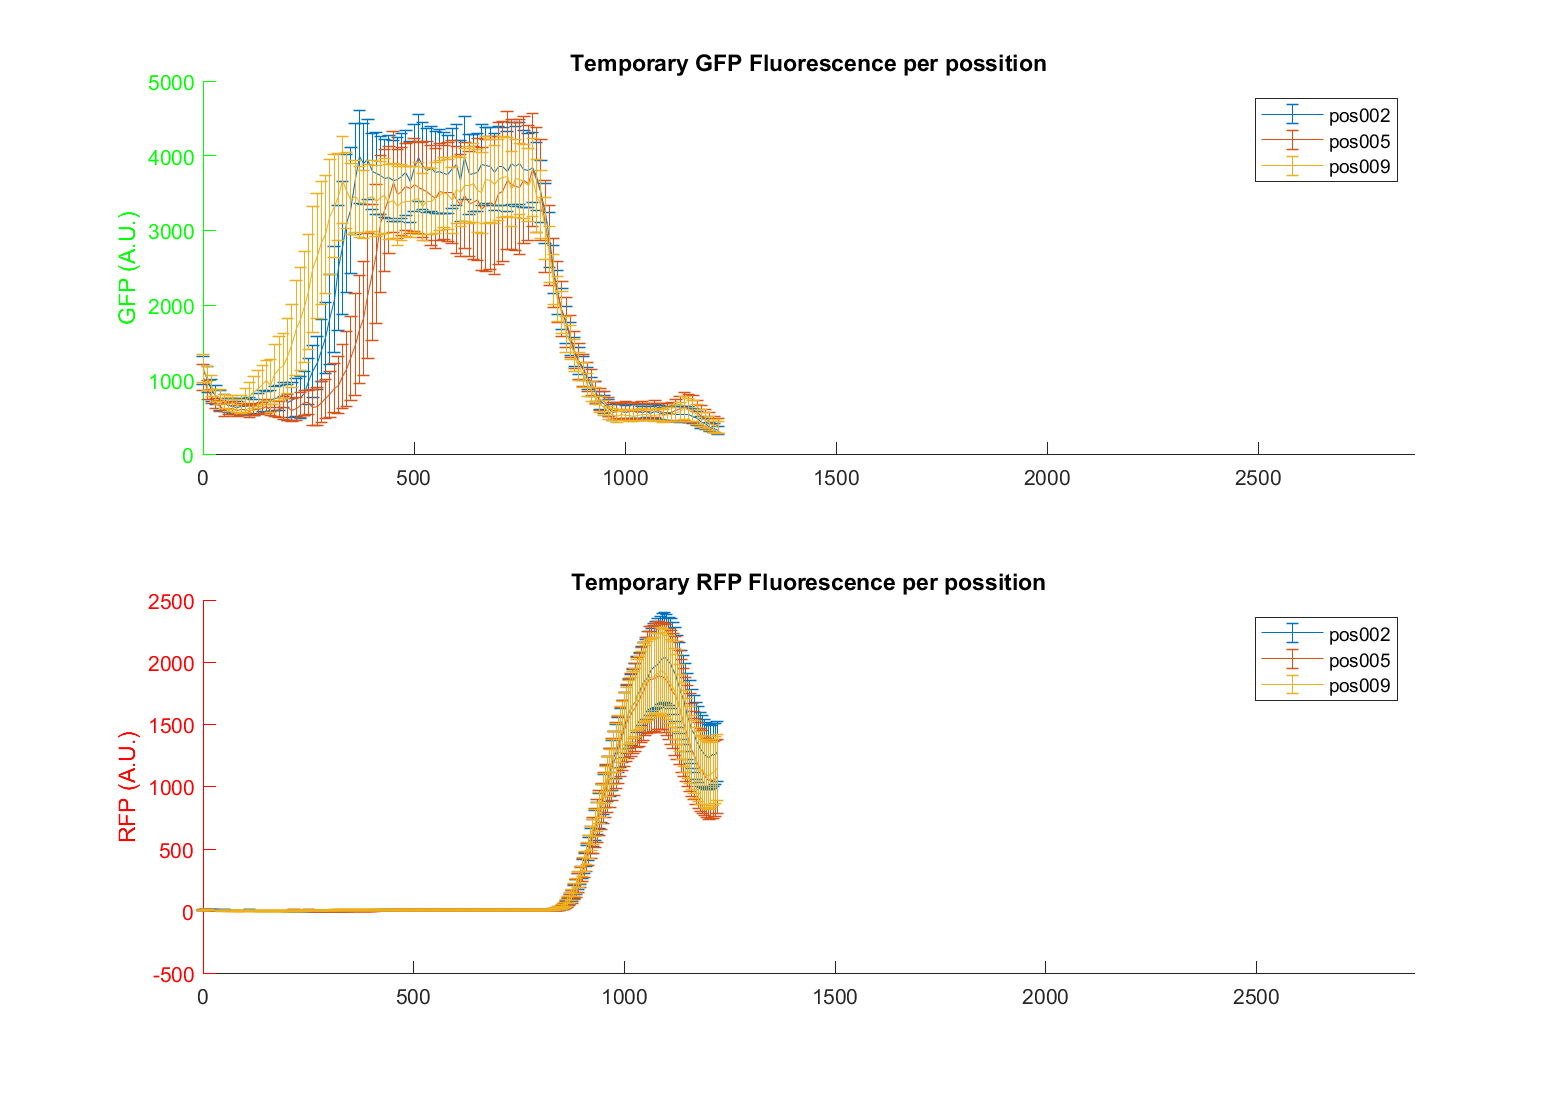 Temporary GFP Fluorescence per possition
5000
4000
3000
2000
1000
0
GFP (A.U.)
0 500 1000 1500 2000 2500
pos002
pos005
pos009
Temporary RFP Fluorescence per possition
2500
2000
1500
1000
500
0
-500
RFP (A.U.)
0 500 1000 1500 2000 2500
pos002
pos005
pos009